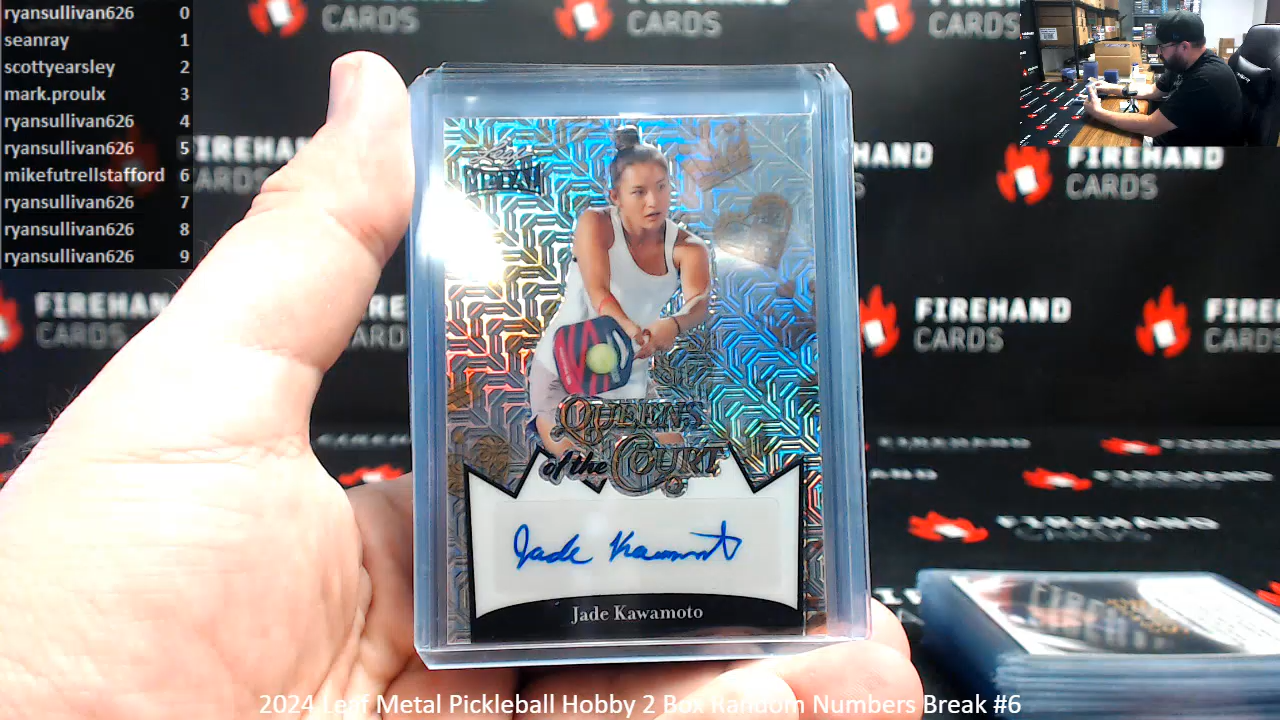 ryansullivan626 0
seanray 1
scottyearsley 2
mark.proulx 3
ryansullivan626 4
ryansullivan626 5
mikefutrellstafford 6
ryansullivan626 7
ryansullivan626 8
ryansullivan626 9
FIREHAND
CARDS
Leaf
METAL
QUEENS
of the COURT
Jade Kawamoto
Jade Kawamoto
FIREHAND
CARDS
FIREHAND
CARDS
FIREHAND
2024 Leaf Metal Pickleball Hobby 2 Box Random Numbers Break #6